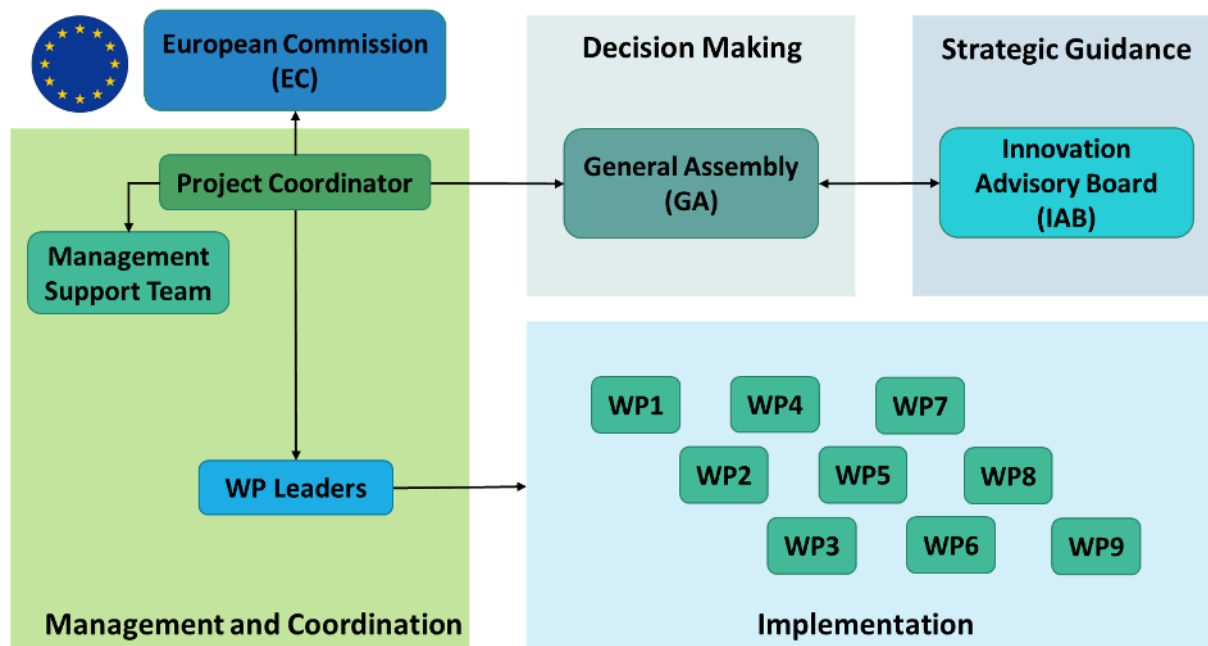 European Commission
(EC)
Decision Making
Strategic Guidance
Project Coordinator
General Assembly
(GA)
Innovation
Advisory Board
(IAB)
Management
Support Team
WP Leaders
WP1
WP4
WP7
WP2
WP5
WP8
WP3
WP6
WP9
Management and Coordination
Implementation